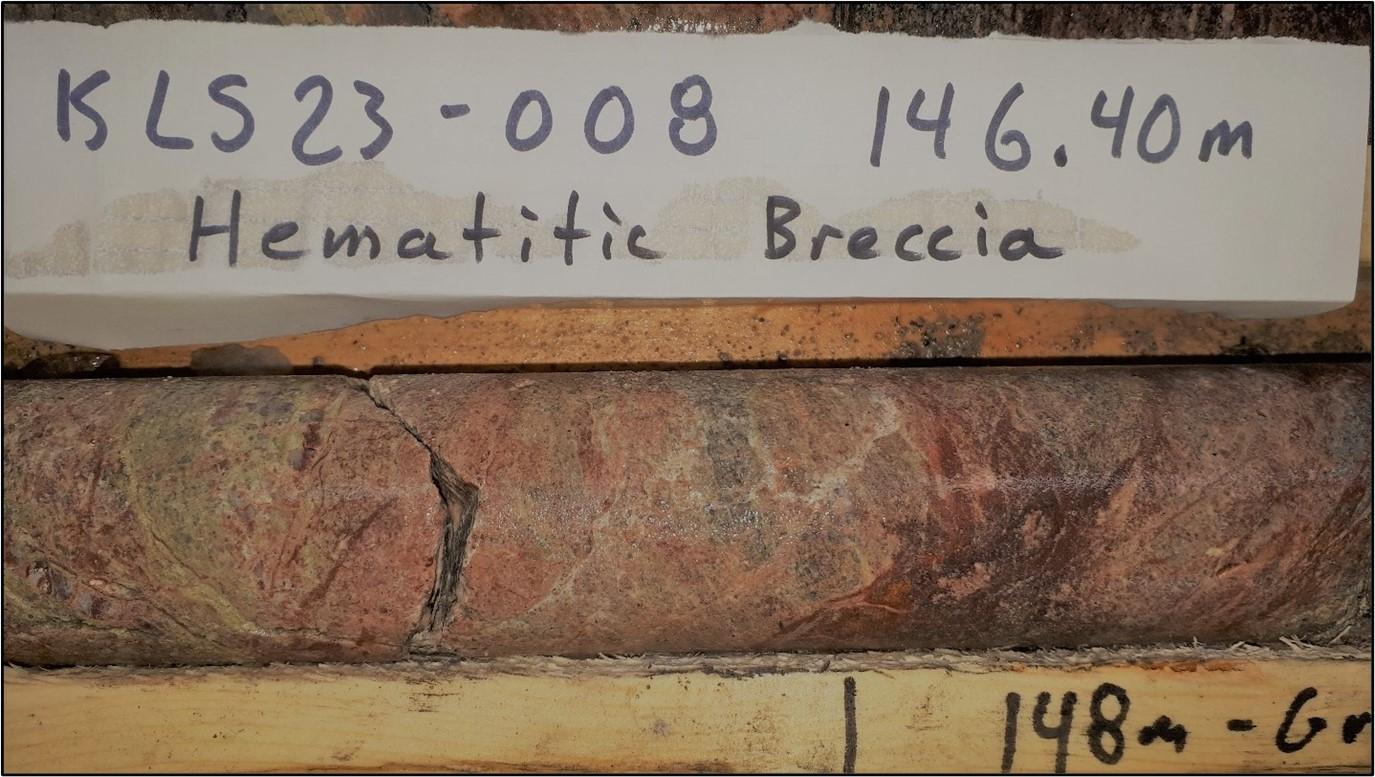 KLS23-008 146.40m
Hematitic Breccia
148m - Gr